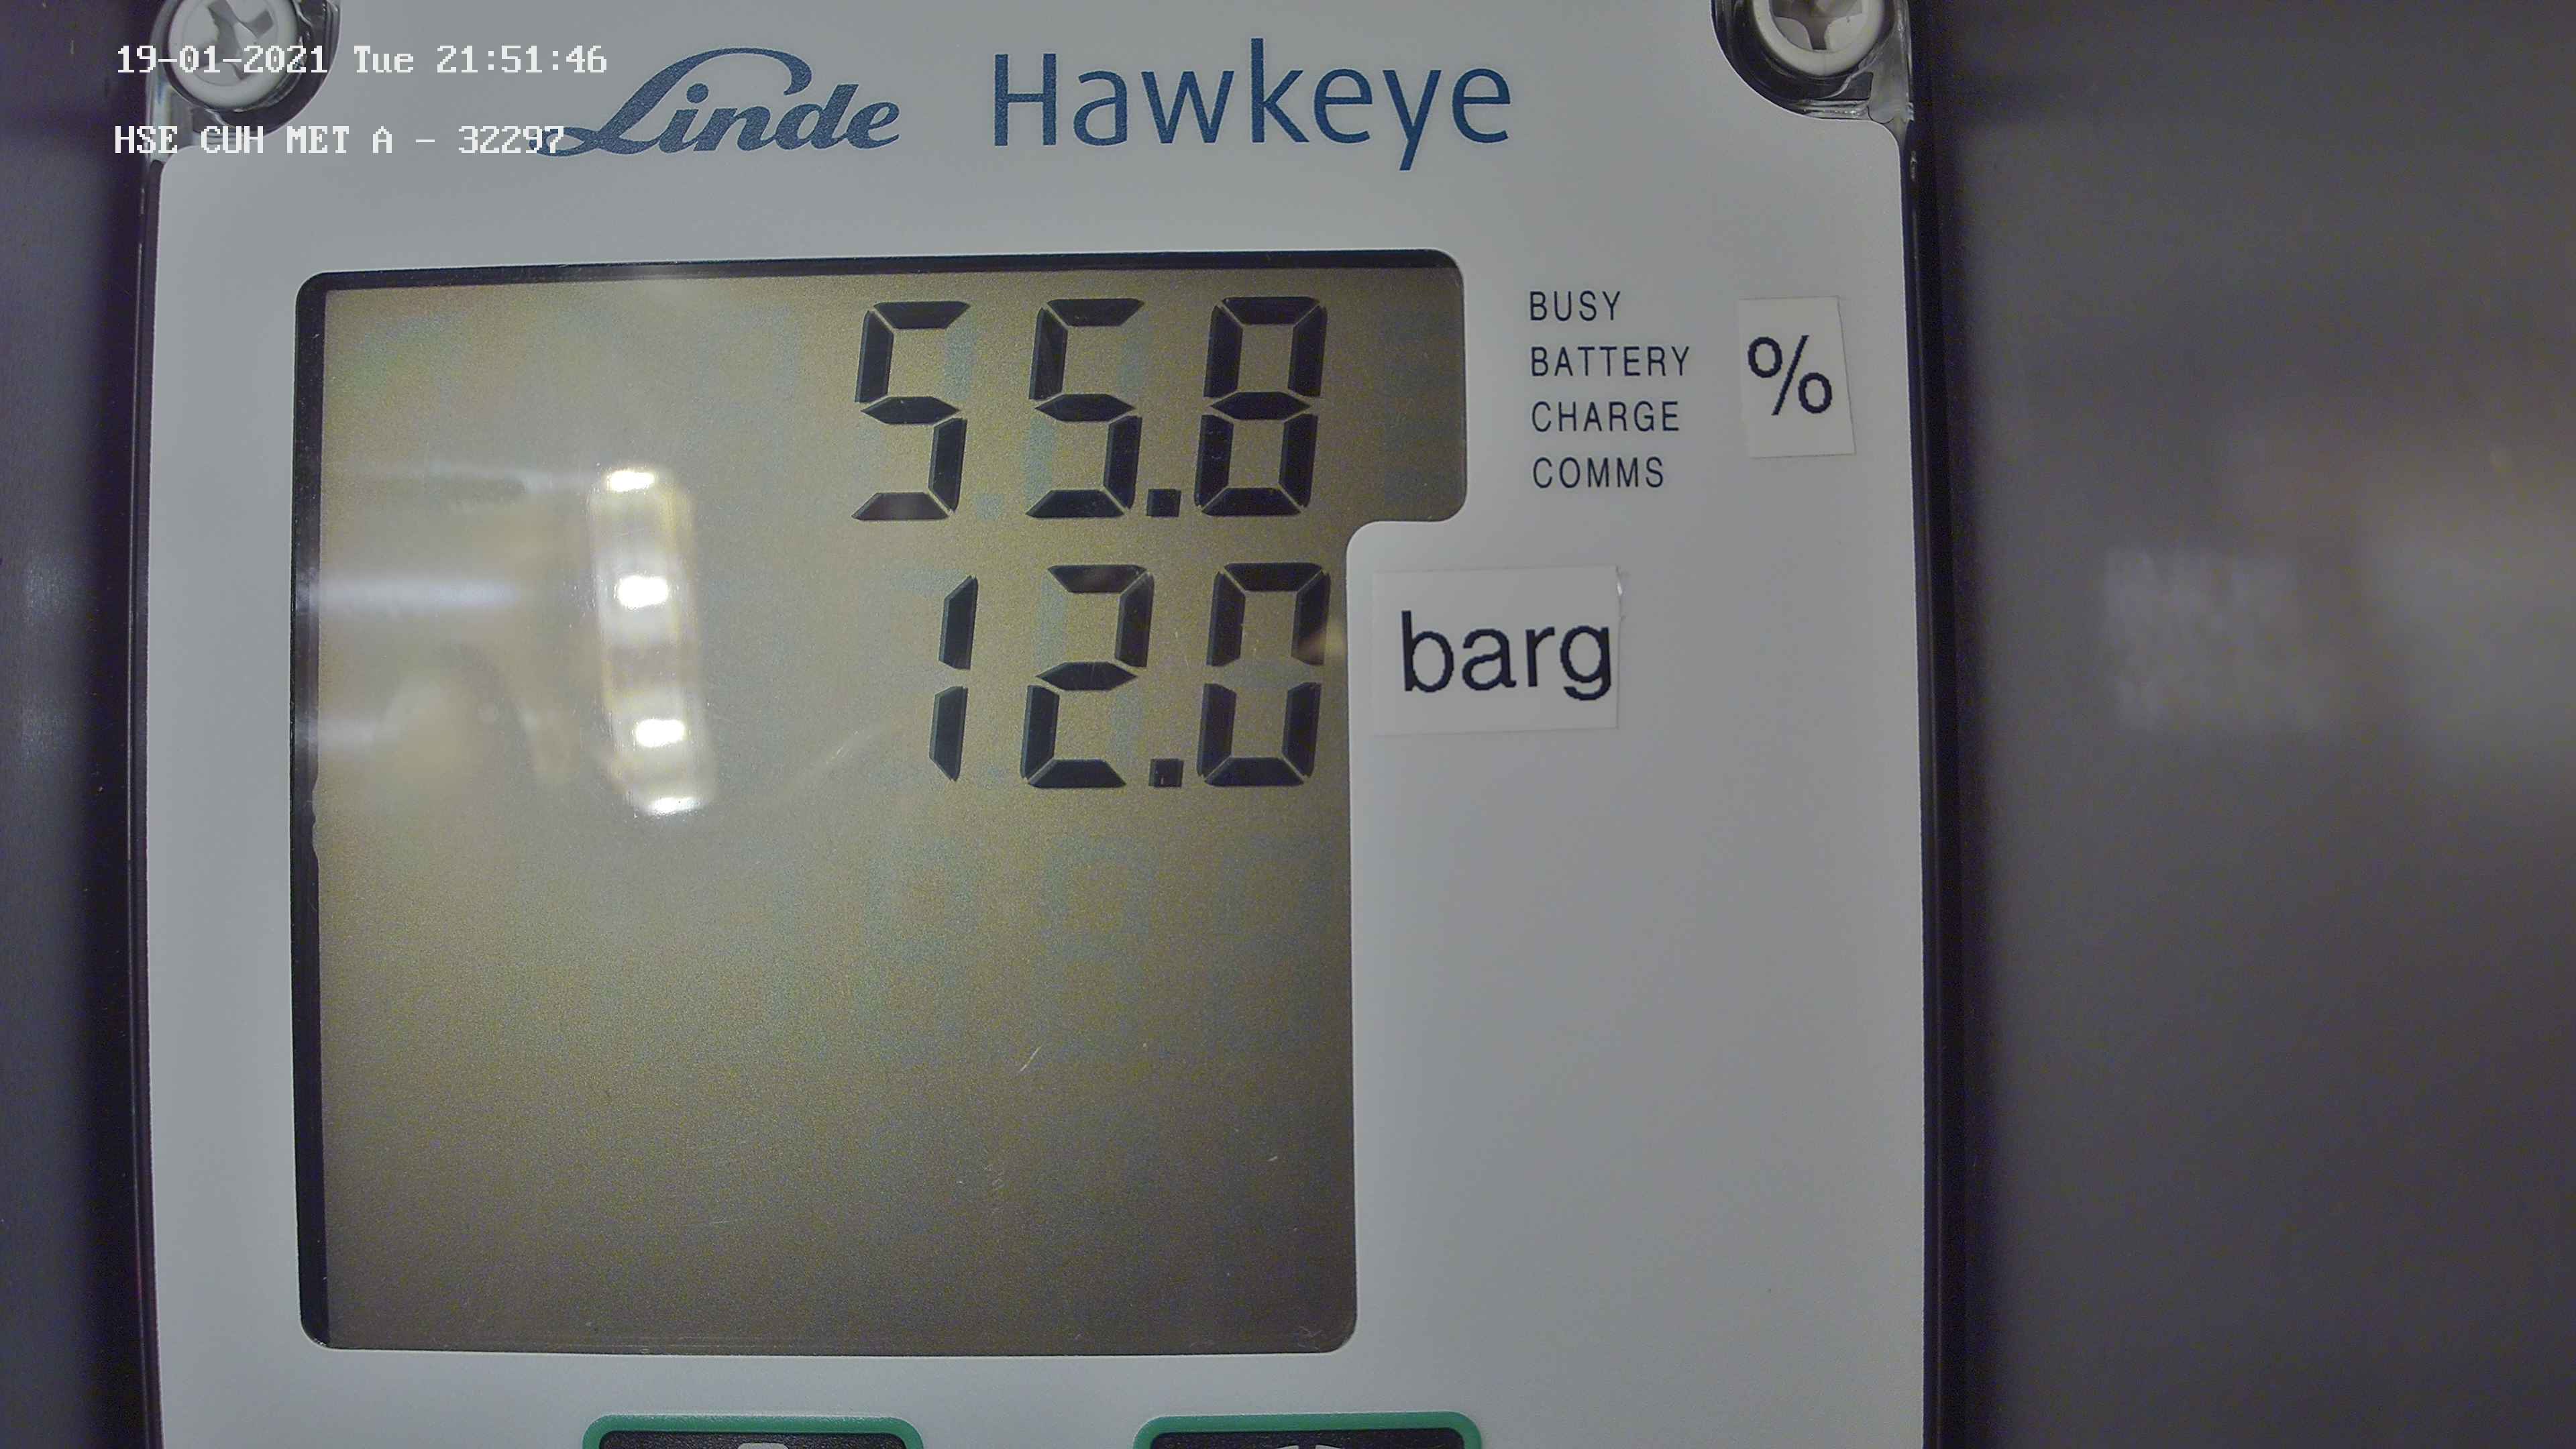 19-01-2021 Tue 21:51:46
Linde Hawkeye
HSE CUH MET A - 32297
55.8
BUSY
BATTERY
CHARGE
COMMS
%
12.0
barg